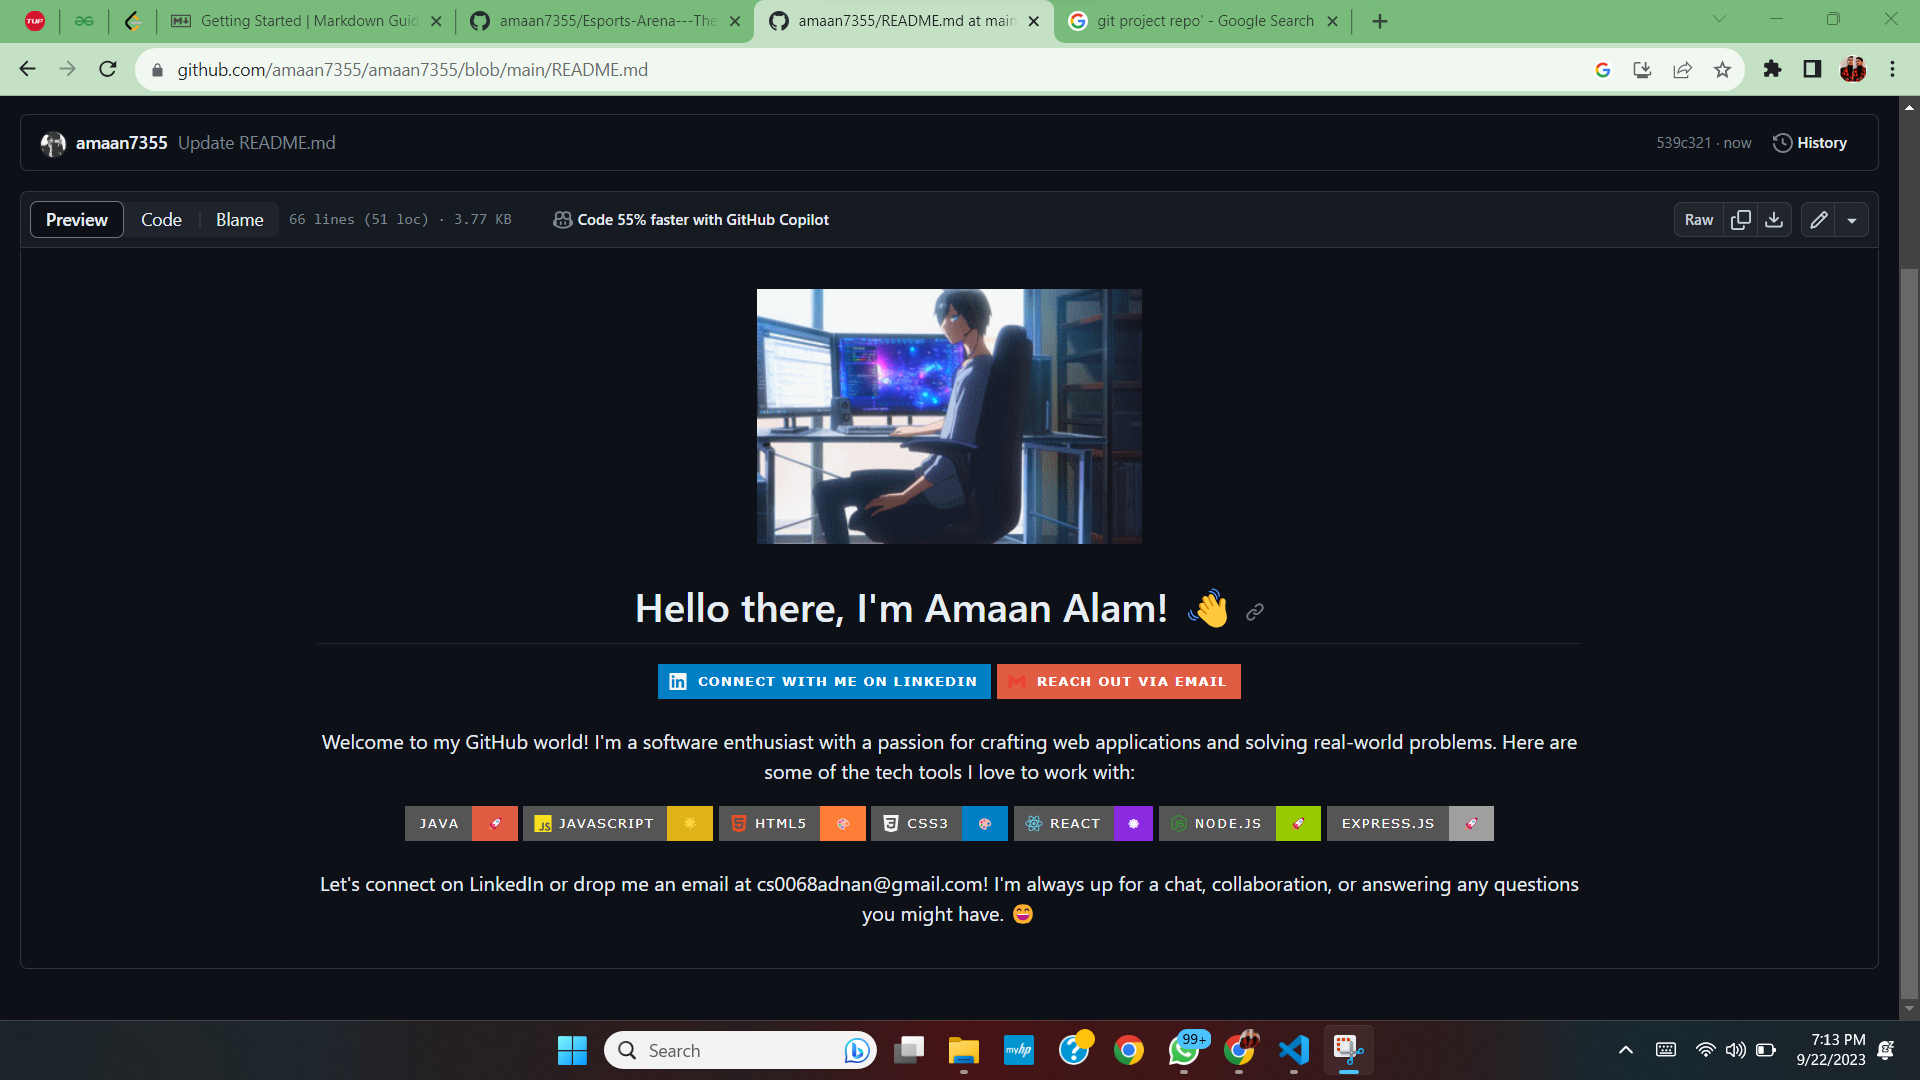 TUF
Getting Started | Markdown Guid
amaan7355/Esports-Arena---The
amaan7355/README.md at main
git project repo' - Google Search
github.com/amaan7355/amaan7355/blob/main/README.md
amaan7355 Update README.md
539c321 · now
History
Preview
Code
Blame
66 lines (51 loc) · 3.77 KB
Code 55% faster with GitHub Copilot
Raw
Hello there, I'm Amaan Alam! 👋
in CONNECT WITH ME ON LINKEDIN
REACH OUT VIA EMAIL
Welcome to my GitHub world! I'm a software enthusiast with a passion for crafting web applications and solving real-world problems. Here are
some of the tech tools I love to work with:
JAVA
JS JAVASCRIPT
HTML5
CSS3
REACT
NODE.JS
EXPRESS.JS
Let's connect on LinkedIn or drop me an email at cs0068adnan@gmail.com! I'm always up for a chat, collaboration, or answering any questions
you might have. 😄
Search
myhp
99+
7:13 PM
9/22/2023